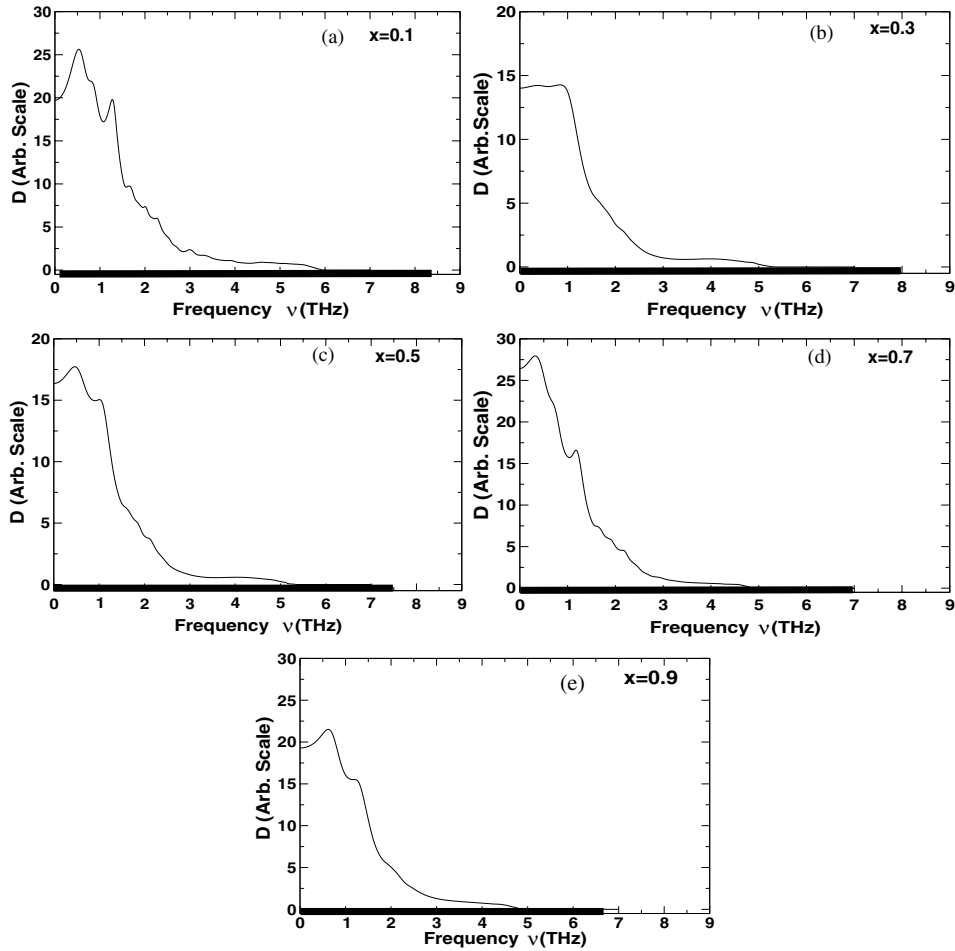 30
25
20
15
10
5
0
D (Arb. Scale)
(a)
x=0.1
0 1 2 3 4 5 6 7 8 9
Frequency ν(THz)
20
15
10
5
0
D (Arb.Scale)
(b)
x=0.3
0 1 2 3 4 5 6 7 8 9
Frequency ν(THz)
20
15
10
5
0
D (Arb. Scale)
(c)
x=0.5
0 1 2 3 4 5 6 7 8 9
Frequency ν(THz)
30
25
20
15
10
5
0
D (Arb. Scale)
(d)
x=0.7
0 1 2 3 4 5 6 7 8 9
Frequency ν(THz)
30
25
20
15
10
5
0
D (Arb. Scale)
(e)
x=0.9
0 1 2 3 4 5 6 7 8 9
Frequency ν(THz)